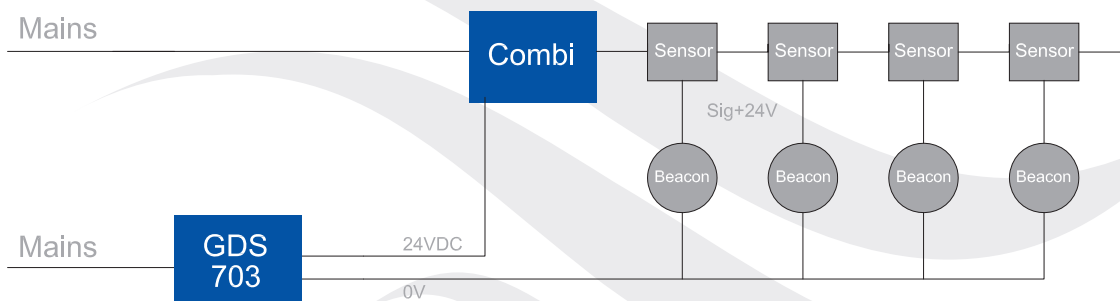 Mains
Combi
Sensor
Sensor
Sensor
Sensor
Sig+24V
Beacon
Beacon
Beacon
Beacon
Mains
GDS
703
24VDC
0V